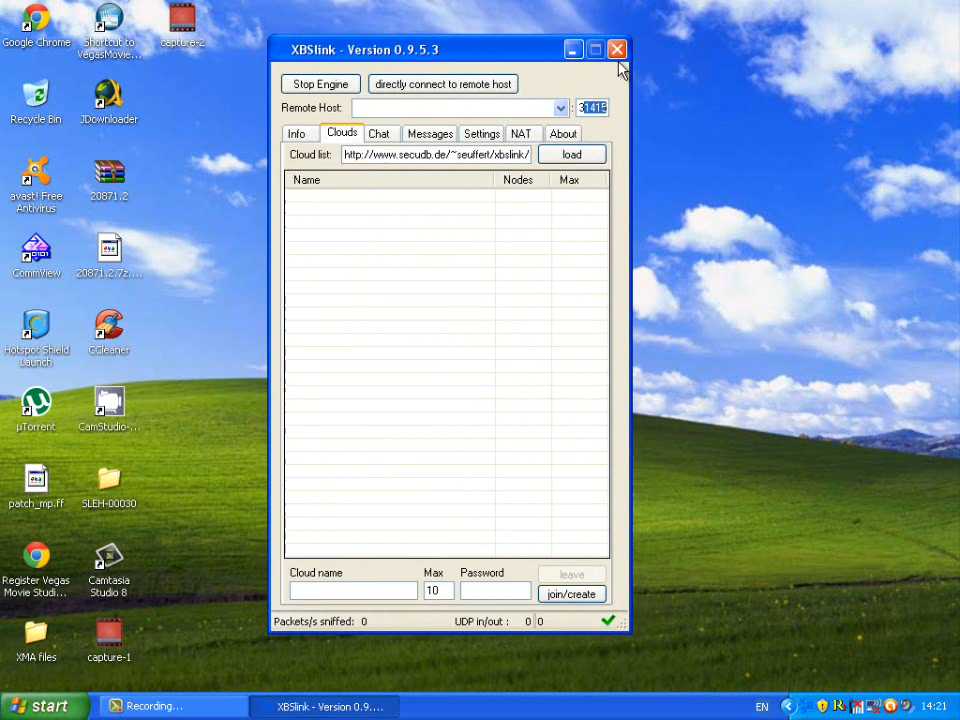 Google Chrome
Shortcut to
VegasMovie...
capture-2
Recycle Bin
JDownloader
avast! Free
Antivirus
20871.2
CommView
20871.2.7z....
Hotspot Shield
Launch
CCleaner
µTorrent
CamStudio-...
patch_mp.ff
SLEH-00030
Register Vegas
Movie Studi...
Camtasia
Studio 8
XMA files
capture-1
XBSlink - Version 0.9.5.3
Stop Engine
directly connect to remote host
Remote Host:
: 31415
Info
Clouds
Chat
Messages
Settings
NAT
About
Cloud list:
http://www.secudb.de/~seuffert/xbslink/
load
Name
Nodes
Max
Cloud name
Max
Password
leave
10
join/create
Packets/s sniffed: 0
UDP in/out : 0 0
start
Recording...
XBSlink - Version 0.9....
EN
14:21